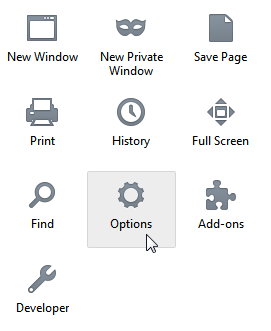 New Window
New Private
Window
Save Page
Print
History
Full Screen
Find
Options
Add-ons
Developer